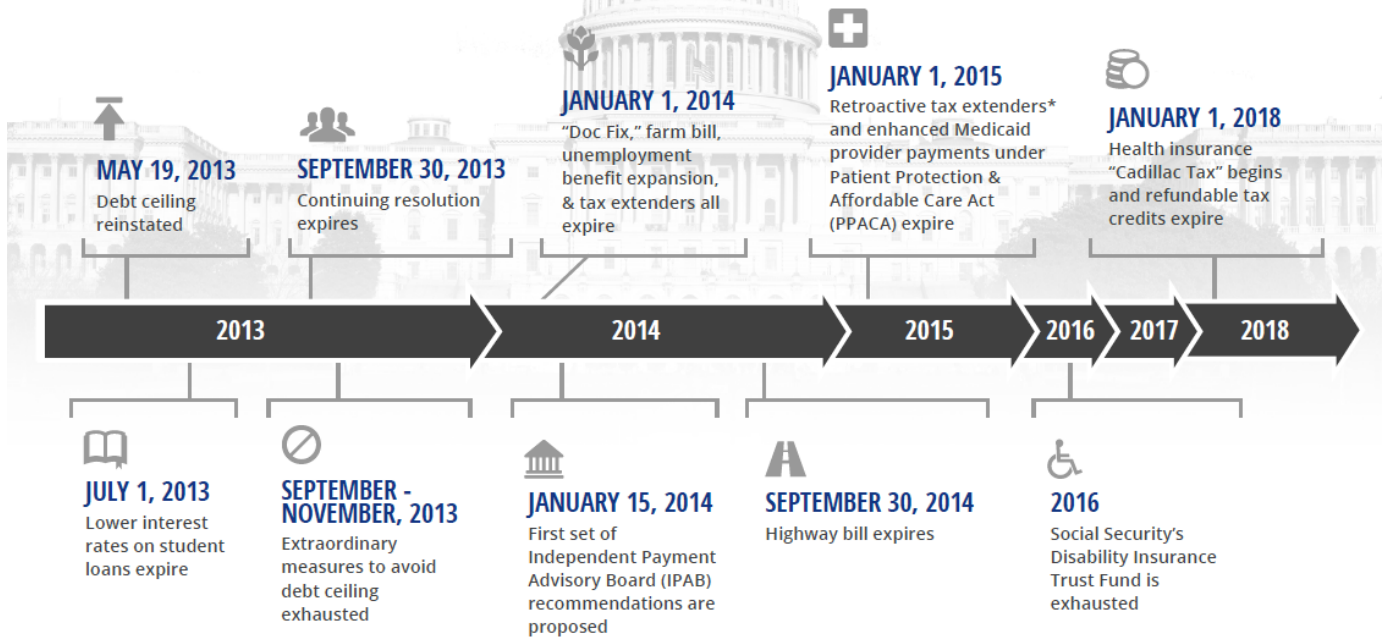 MAY 19, 2013
Debt ceiling
reinstated
SEPTEMBER 30, 2013
Continuing resolution
expires
JANUARY 1, 2014
“Doc Fix,” farm bill,
unemployment
benefit expansion,
& tax extenders all
expire
JANUARY 1, 2015
Retroactive tax extenders*
and enhanced Medicaid
provider payments under
Patient Protection &
Affordable Care Act
(PPACA) expire
JANUARY 1, 2018
Health insurance
“Cadillac Tax” begins
and refundable tax
credits expire
2013
2014
2015
2016
2017
2018
JULY 1, 2013
Lower interest
rates on student
loans expire
SEPTEMBER -
NOVEMBER, 2013
Extraordinary
measures to avoid
debt ceiling
exhausted
JANUARY 15, 2014
First set of
Independent Payment
Advisory Board (IPAB)
recommendations are
proposed
SEPTEMBER 30, 2014
Highway bill expires
2016
Social Security’s
Disability Insurance
Trust Fund is
exhausted